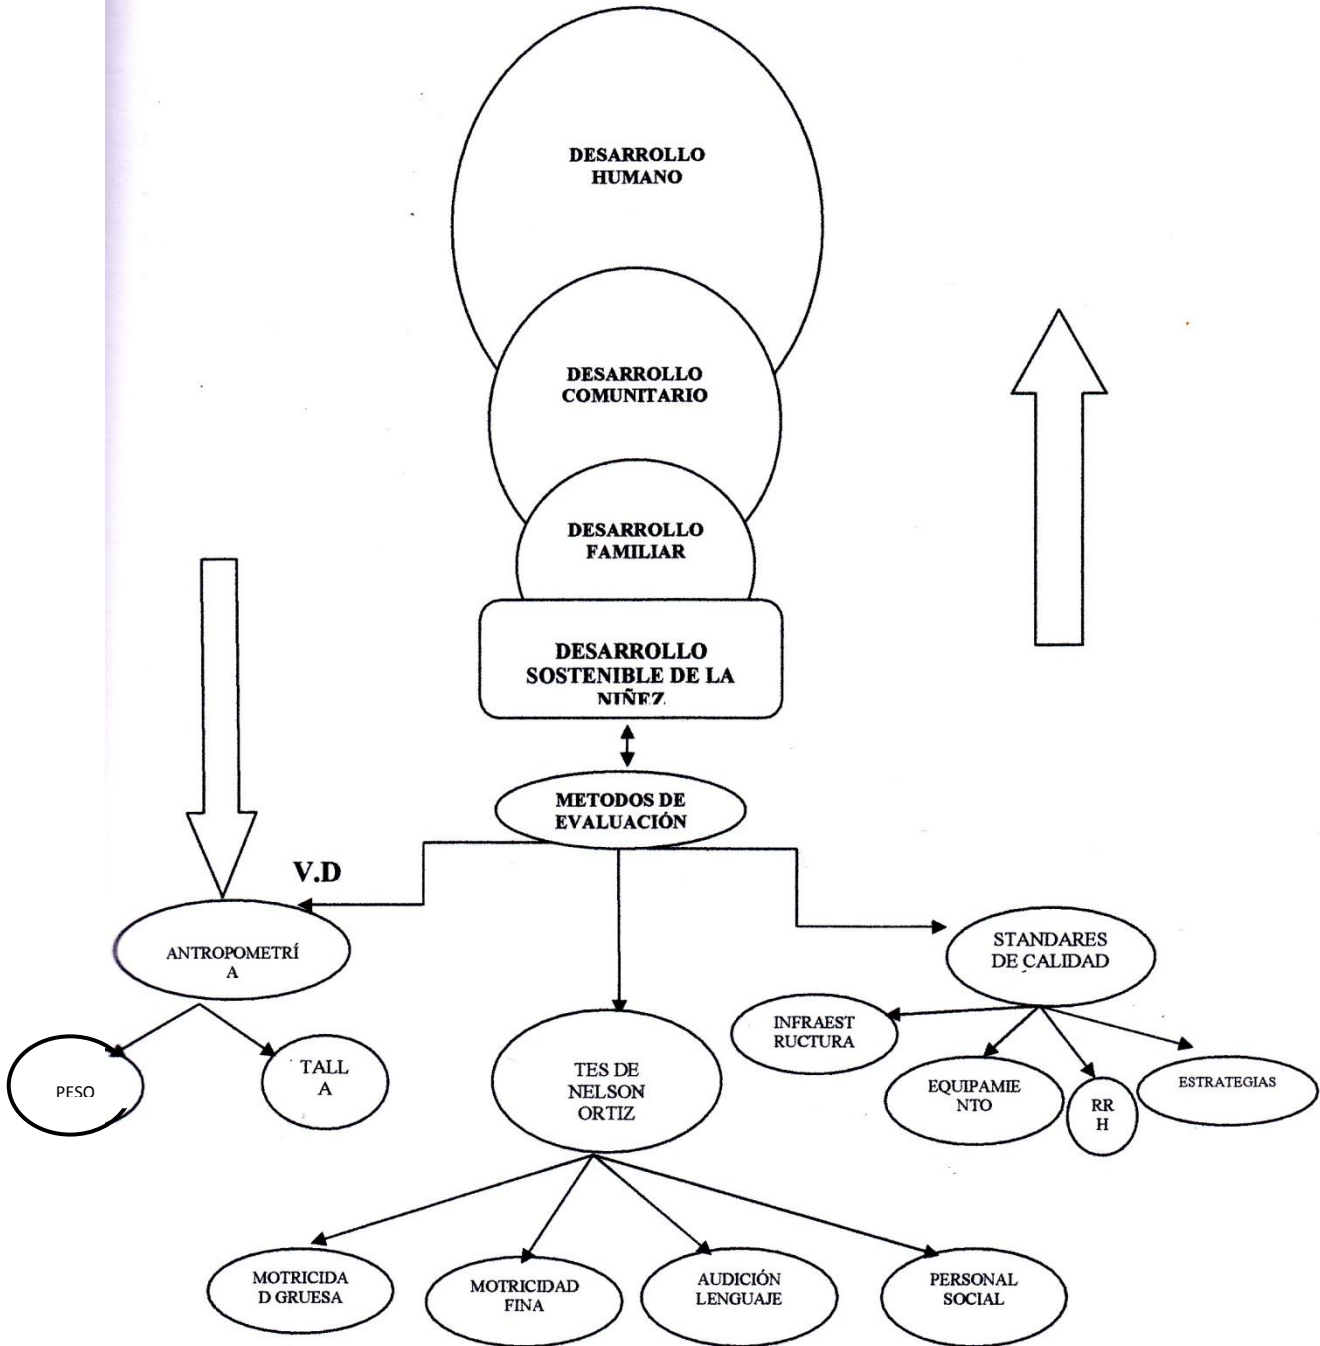 DESARROLLO
HUMANO
DESARROLLO
COMUNITARIO
DESARROLLO
FAMILIAR
DESARROLLO
SOSTENIBLE DE LA
NIÑEZ
METODOS DE
EVALUACIÓN
V.D
ANTROPOMETRÍ
A
STANDARES
DE CALIDAD
PESO
TALL
A
TES DE
NELSON
ORTIZ
INFRAEST
RUCTURA
EQUIPAMIE
NTO
RR
H
ESTRATEGIAS
MOTRICIDA
D GRUESA
MOTRICIDAD
FINA
AUDICIÓN
LENGUAJE
PERSONAL
SOCIAL